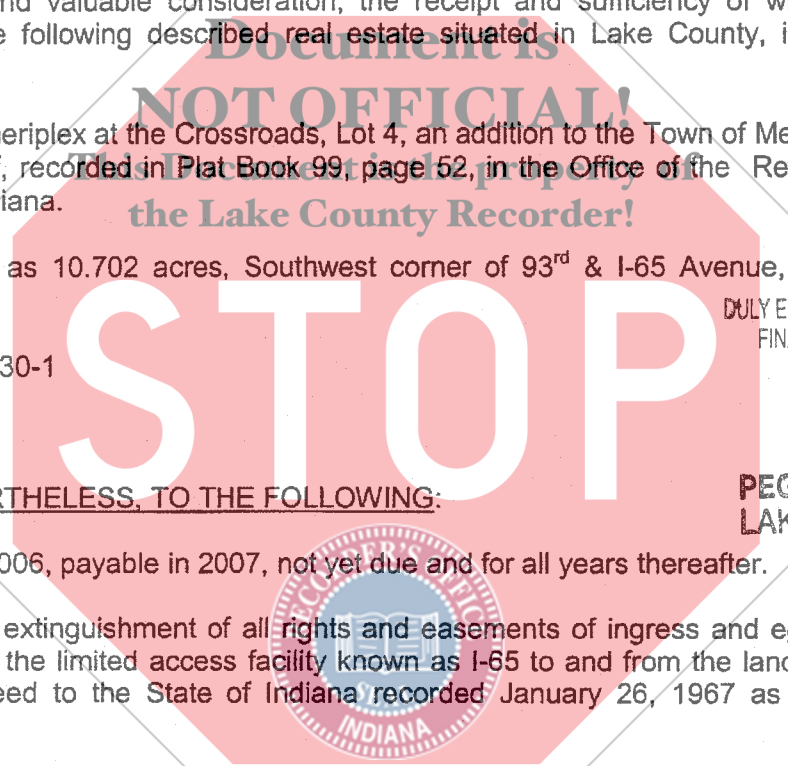 nd valuable consideration, the receipt and sufficiency of w
e following described real estate situated in Lake County, i
Document is
NOT OFFICIAL!
This Document is the property of
the Lake County Recorder!
eriplex at the Crossroads, Lot 4, an addition to the Town of Me
, recorded in Plat Book 99, page 52, in the Office of the Re
iana.
as 10.702 acres, Southwest corner of 93rd & I-65 Avenue,
DULY E
FIN
30-1
STOP
RTHELESS, TO THE FOLLOWING:
PEG
LAK
006, payable in 2007, not yet due and for all years thereafter.
RECORDER'S OFFICE
extinguishment of all rights and easements of ingress and eg
the limited access facility known as I-65 to and from the land
eed to the State of Indiana recorded January 26, 1967 as
INDIANA